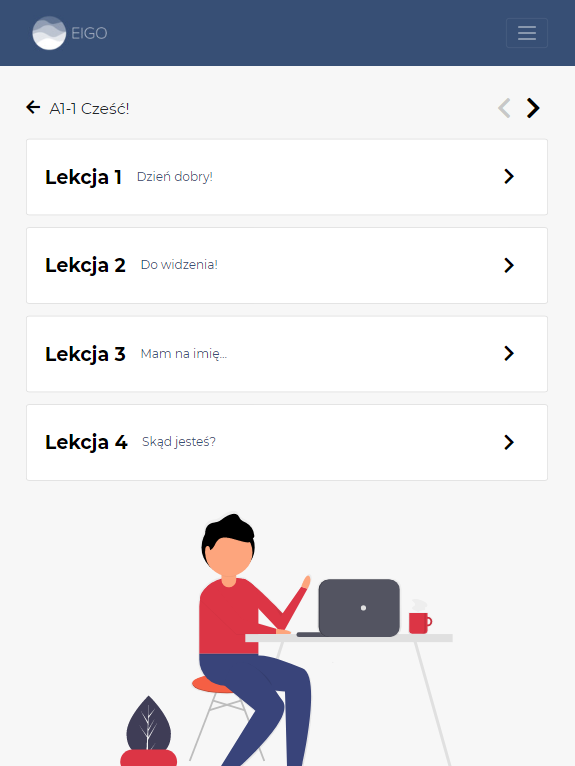 EIGO
A1-1 Cześć!
Lekcja 1 Dzień dobry!
Lekcja 2 Do widzenia!
Lekcja 3 Mam na imię...
Lekcja 4 Skąd jesteś?